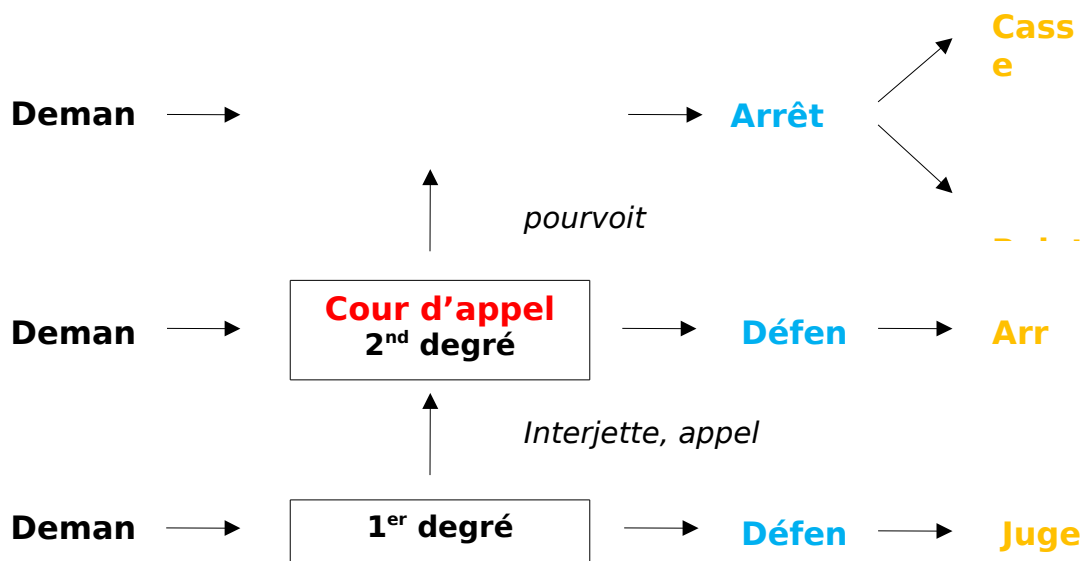 Cass
e
Deman
Arrêt
pourvoit
Deman
Cour d’appel
2nd degré
Défen
Arr
Interjette, appel
Deman
1er degré
Défen
Juge